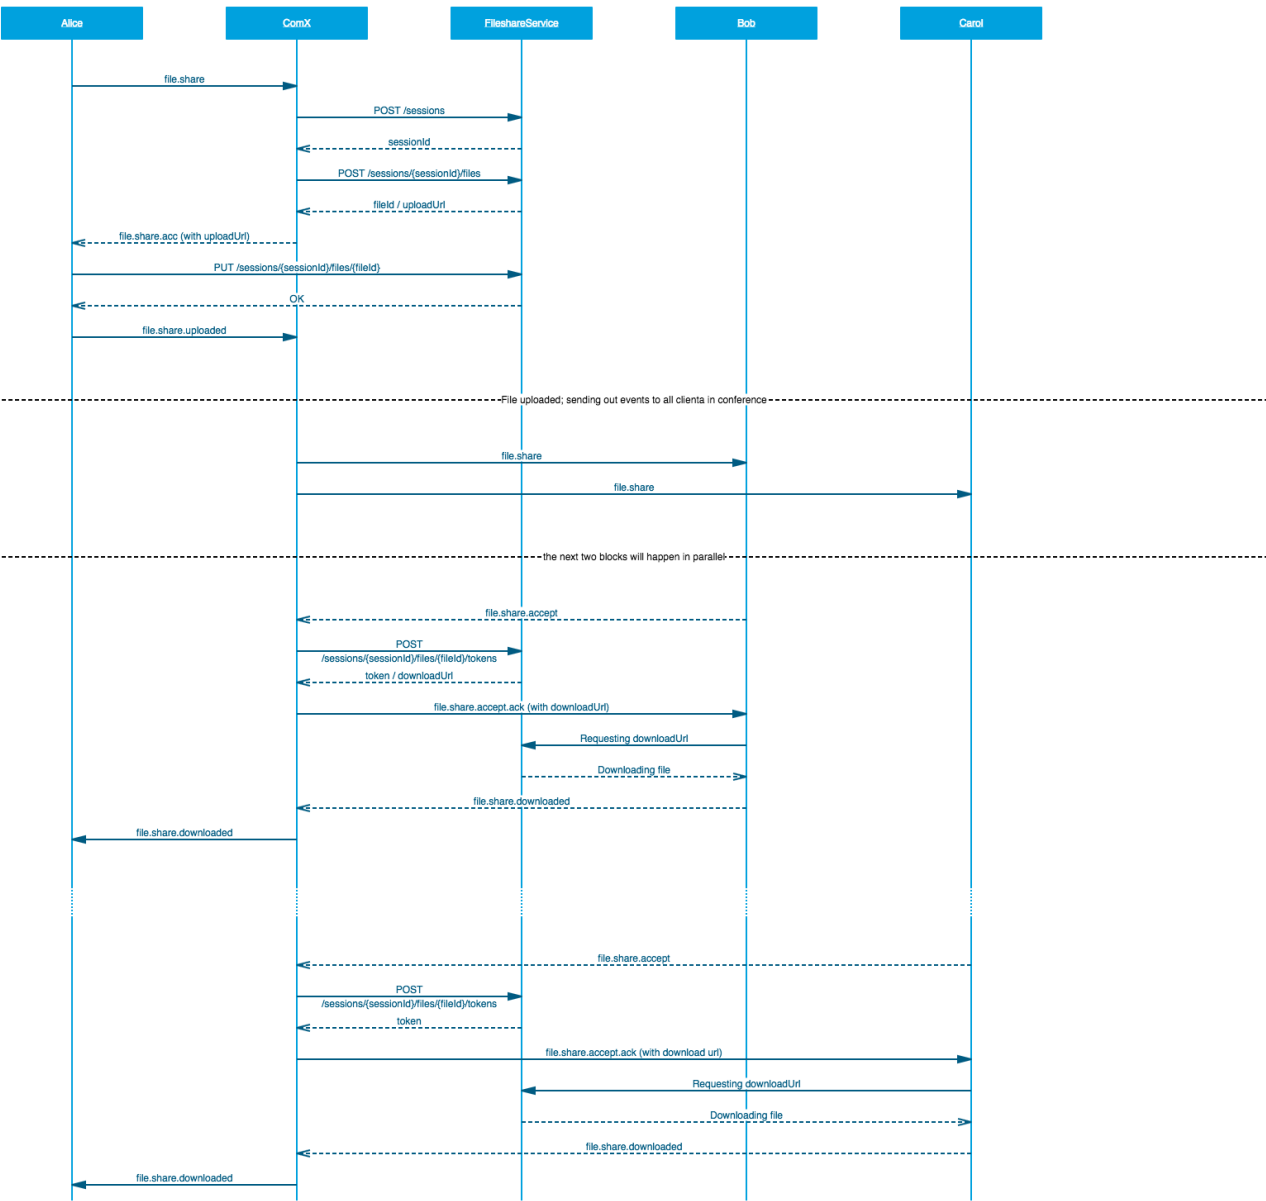 Alice
ComX
FileshareService
Bob
Carol
file.share
POST /sessions
sessionId
POST /sessions/{sessionId}/files
fileId / uploadUrl
file.share.acc (with uploadUrl)
PUT /sessions/{sessionId}/files/{fileId}
OK
file.share.uploaded
File uploaded; sending out events to all clienta in conference
file.share
file.share
the next two blocks will happen in parallel
file.share.accept
POST
/sessions/{sessionId}/files/{fileId}/tokens
token / downloadUrl
file.share.accept.ack (with downloadUrl)
Requesting downloadUrl
Downloading file
file.share.downloaded
file.share.downloaded
file.share.accept
POST
/sessions/{sessionId}/files/{fileId}/tokens
token
file.share.accept.ack (with download url)
Requesting downloadUrl
Downloading file
file.share.downloaded
file.share.downloaded